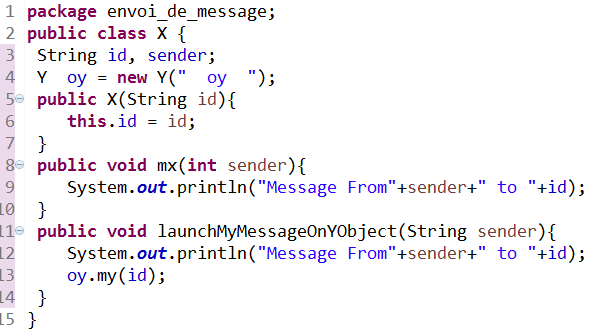 1 package envoi_de_message;
2 public class X {
3 String id, sender;
4 Y  oy = new Y("  oy  ");
5 public X(String id){
6 this.id = id;
7 }
8 public void mx(int sender){
9 System.out.println("Message From"+sender+" to "+id);
10 }
11 public void launchMyMessageOnYObject(String sender){
12 System.out.println("Message From"+sender+" to "+id);
13 oy.my(id);
14 }
15 }